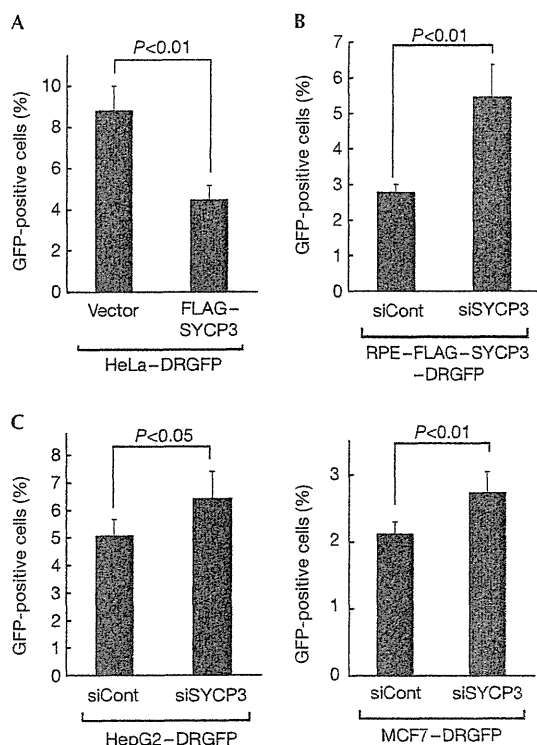 A
P<0.01
GFP-positive cells (%)
10
8
6
4
2
0
Vector
FLAG–
SYCP3
HeLa–DRGFP
B
P<0.01
GFP-positive cells (%)
7
6
5
4
3
2
1
0
siCont
siSYCP3
RPE–FLAG–SYCP3
–DRGFP
C
P<0.05
GFP-positive cells (%)
8
7
6
5
4
3
2
1
0
siCont
siSYCP3
HepG2–DRGFP
P<0.01
GFP-positive cells (%)
3
2
1
0
siCont
siSYCP3
MCF7–DRGFP